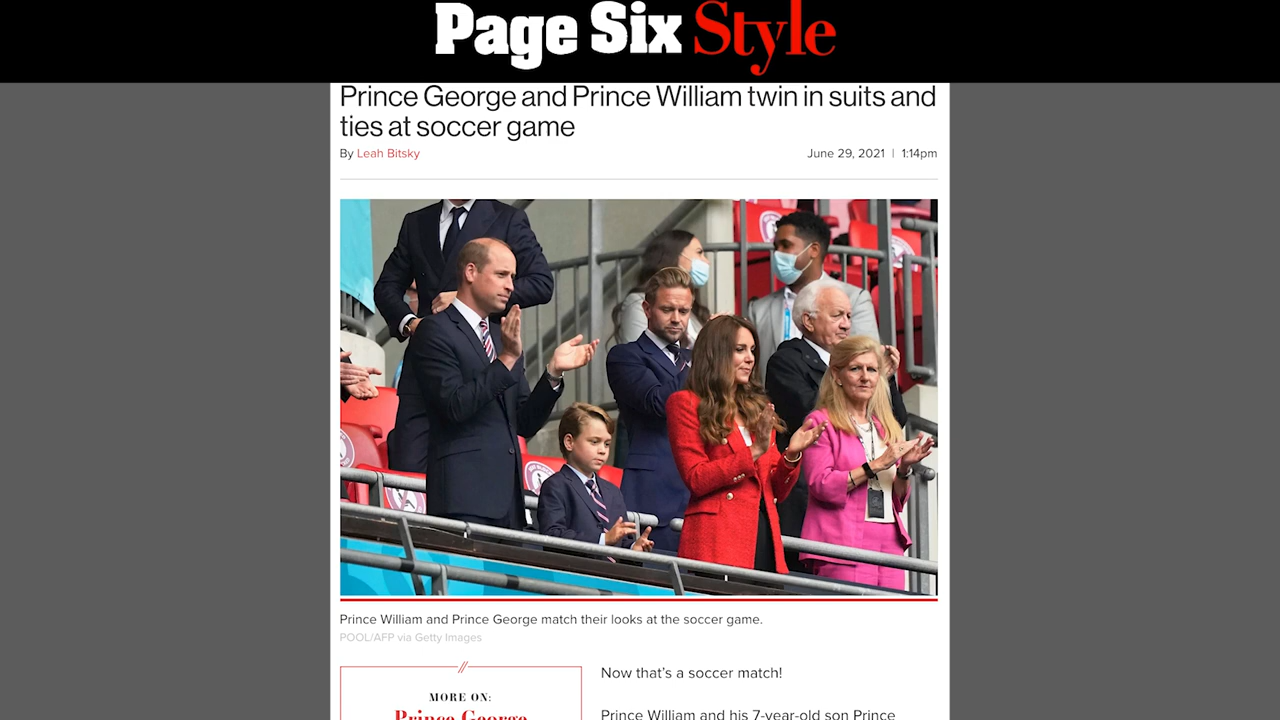 Page Six Style
Prince George and Prince William twin in suits and
ties at soccer game
By Leah Bitsky
June 29, 2021 | 1:14pm
Prince William and Prince George match their looks at the soccer game.
POOL/AFP via Getty Images
MORE ON:
Prince George
Now that’s a soccer match!
Prince William and his 7-year-old son Prince